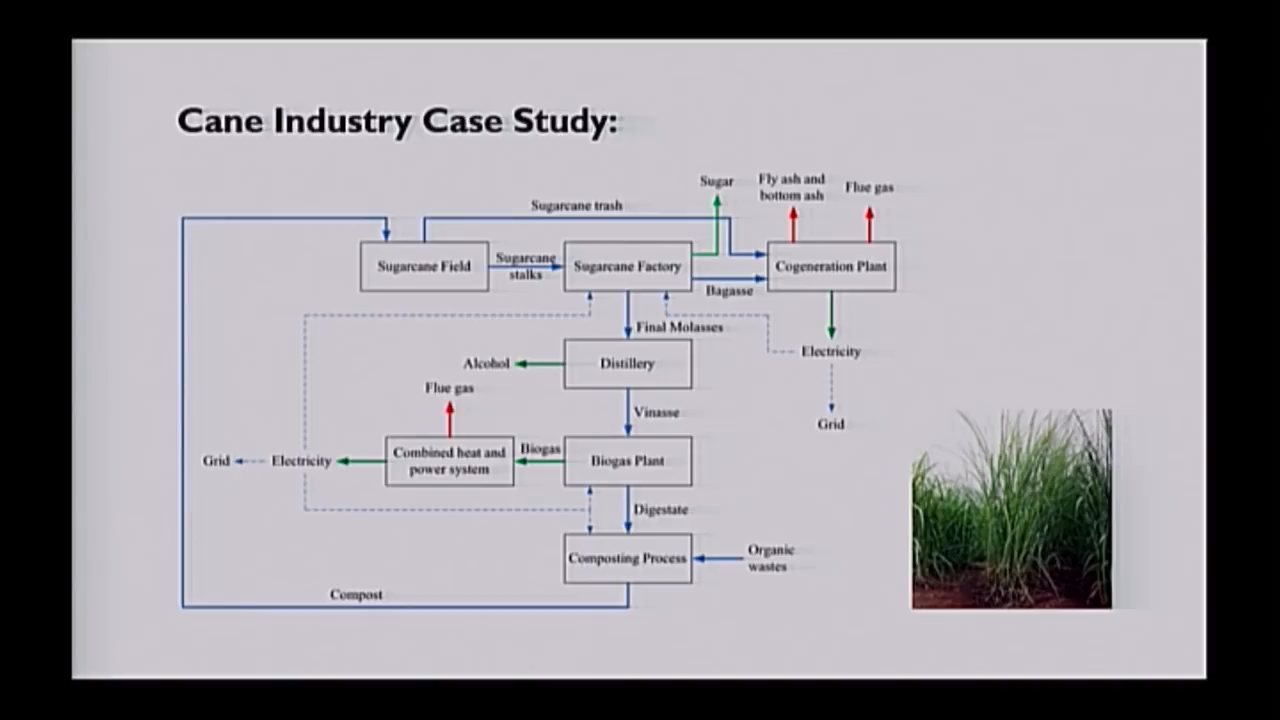 Cane Industry Case Study:
Sugar
Fly ash and
bottom ash
Flue gas
Sugarcane trash
Sugarcane Field
Sugarcane
stalks
Sugarcane Factory
Bagasse
Cogeneration Plant
Final Molasses
Electricity
Alcohol
Distillery
Flue gas
Vinasse
Grid
Grid
Electricity
Combined heat and
power system
Biogas
Biogas Plant
Digestate
Composting Process
Organic
wastes
Compost